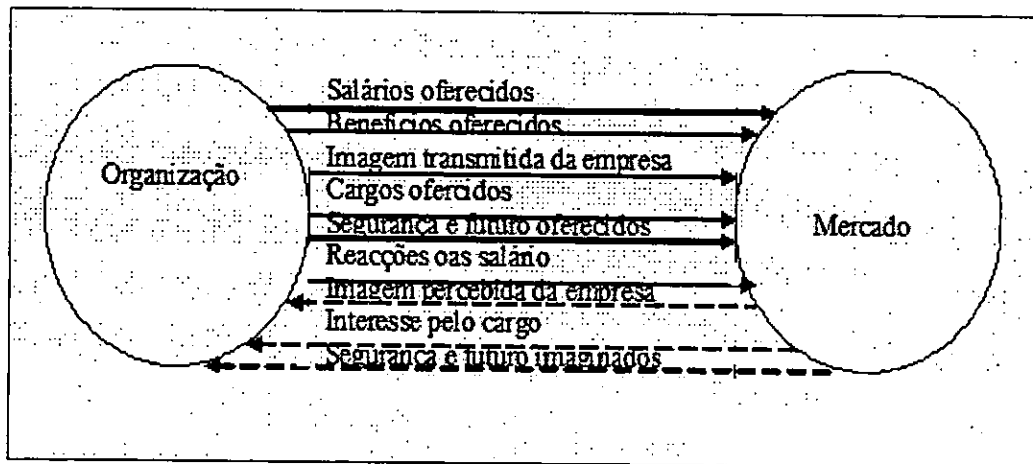 Salários oferecidos
Benefícios oferecidos
Imagem transmitida da empresa
Organização
Cargos ofercidos
Segurança e futuro oferecidos
Mercado
Reacções oas salário
Imagem percebida da empresa
Interesse pelo cargo
Segurança e futuro imaginados